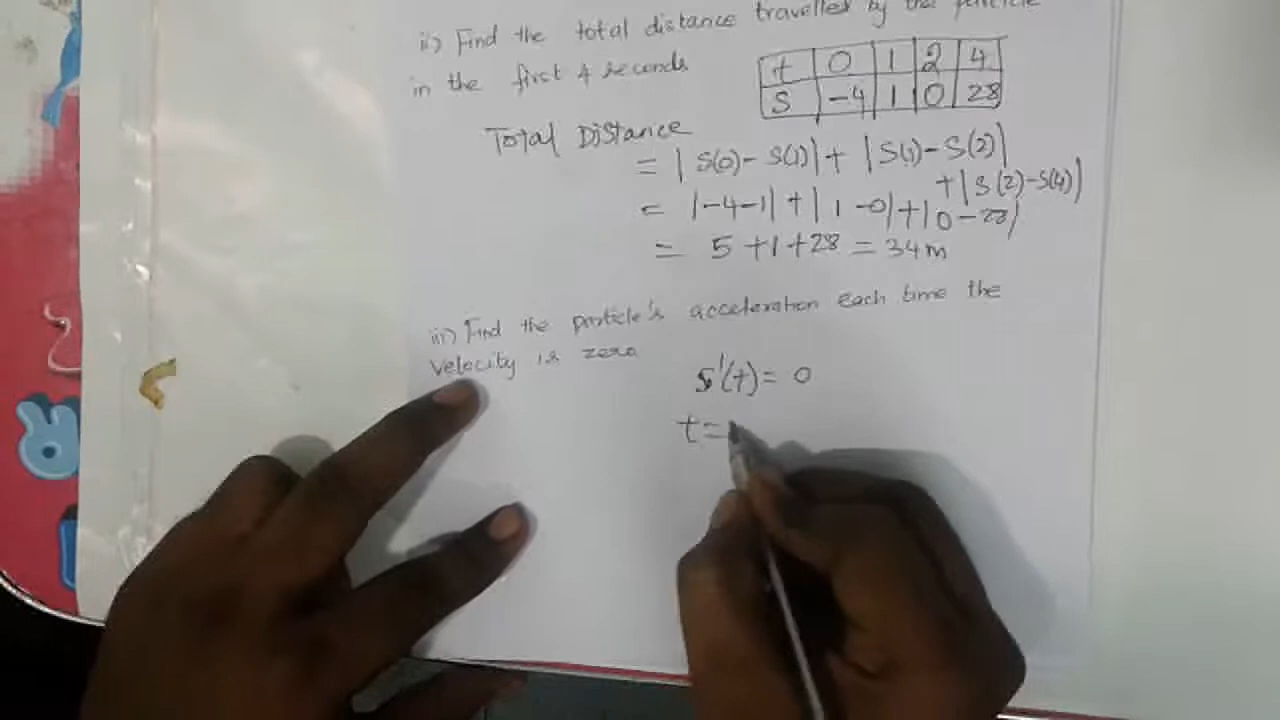 ii) Find the total distance travelled by the particle
in the first 4 seconds
t 0 1 2 4
S -4 1 0 28
Total Distance
= |S(0)- S(1)|+ |S(1)-S(2)|
+|S(2)-S(4)|
= |-4-1|+|1-0|+|0-28|
= 5+1+28 = 34m
iii) Find the particle's acceleration each time the
velocity is zero
S'(t)= 0
t=